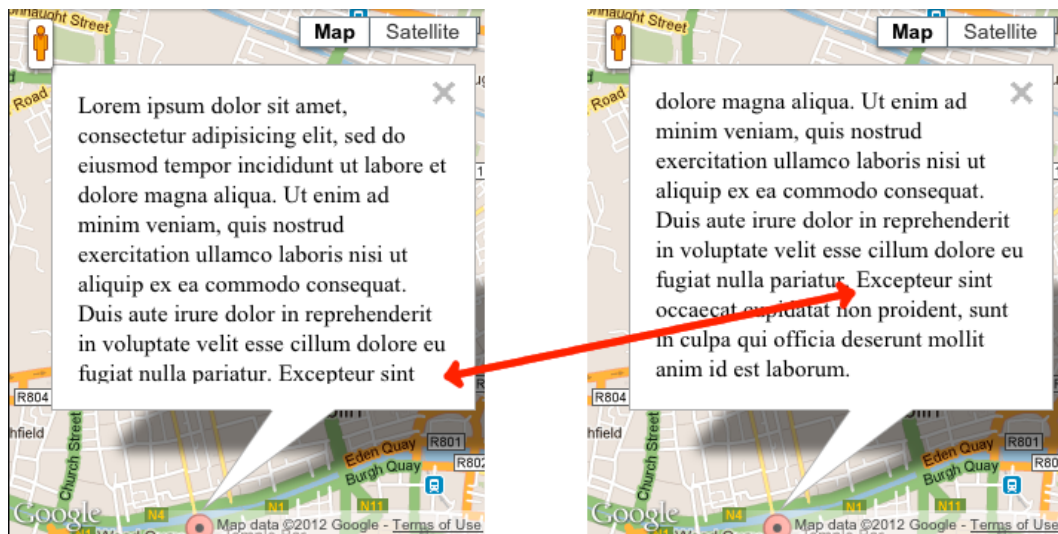 onnaught Street
Map
Satellite
Road
Lorem ipsum dolor sit amet,
consectetur adipisicing elit, sed do
eiusmod tempor incididunt ut labore et
dolore magna aliqua. Ut enim ad
minim veniam, quis nostrud
exercitation ullamco laboris nisi ut
aliquip ex ea commodo consequat.
Duis aute irure dolor in reprehenderit
in voluptate velit esse cillum dolore eu
fugiat nulla pariatur. Excepteur sint
R804
hfield
Church Street
Eden Quay
R801
Burgh Quay
R802
Google
N4
N1
N11
Map data ©2012 Google - Terms of Use
naught Street
Map
Satellite
Road
dolore magna aliqua. Ut enim ad
minim veniam, quis nostrud
exercitation ullamco laboris nisi ut
aliquip ex ea commodo consequat.
Duis aute irure dolor in reprehenderit
in voluptate velit esse cillum dolore eu
fugiat nulla pariatur. Excepteur sint
occaecat cupidatat non proident, sunt
in culpa qui officia deserunt mollit
anim id est laborum.
R804
hfield
Church Street
Eden Quay
R801
Burgh Quay
R80
Google
N4
N1
N11
Map data ©2012 Google - Terms of Use